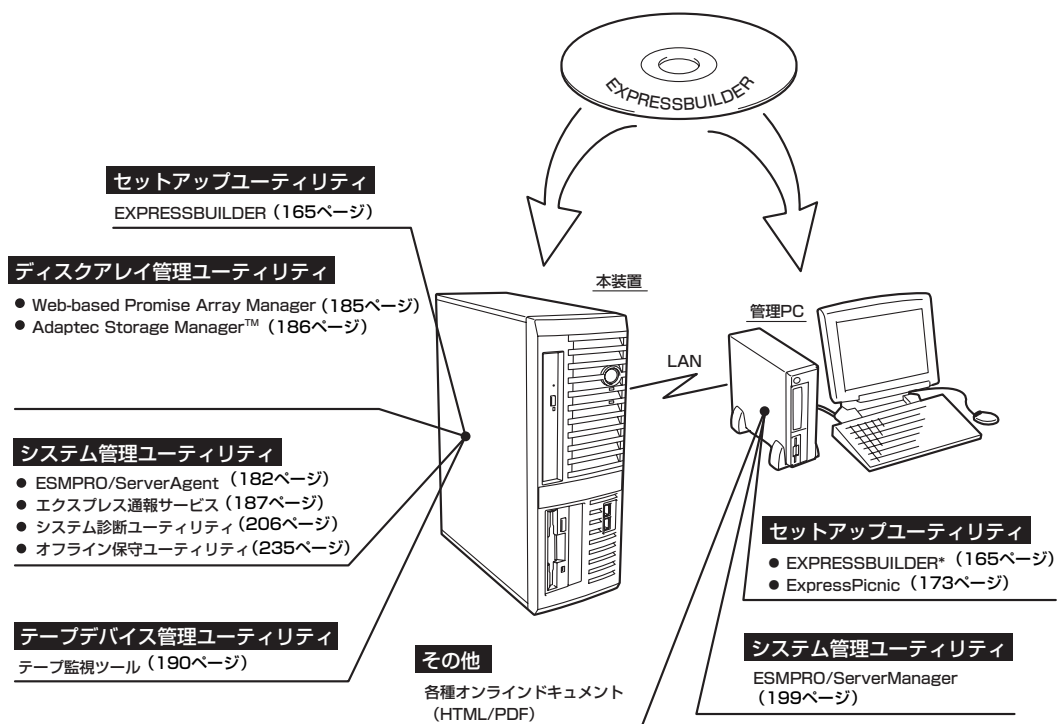 EXPRESSBUILDER
セットアップユーティリティ
EXPRESSBUILDER(165ページ)
ディスクアレイ管理ユーティリティ
● Web-based Promise Array Manager(185ページ)
● Adaptec Storage Manager™(186ページ)
システム管理ユーティリティ
● ESMPRO/ServerAgent(182ページ)
● エクスプレス通報サービス(187ページ)
● システム診断ユーティリティ(206ページ)
● オフライン保守ユーティリティ(235ページ)
テープデバイス管理ユーティリティ
テープ監視ツール(190ページ)
本装置
LAN
管理PC
セットアップユーティリティ
● EXPRESSBUILDER*(165ページ)
● ExpressPicnic(173ページ)
システム管理ユーティリティ
ESMPRO/ServerManager
(199ページ)
その他
各種オンラインドキュメント
(HTML/PDF)